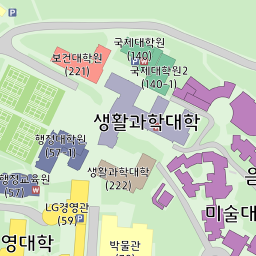 국제대학원
(140)
보건대학원
(221)
국제대학원2
(140-1)
생활과학대학
행정대학원
(57-1)
생활과학대학
(222)
행정교육원
(57)
음
미술대
LG경영관
(59)
영대학
박물관